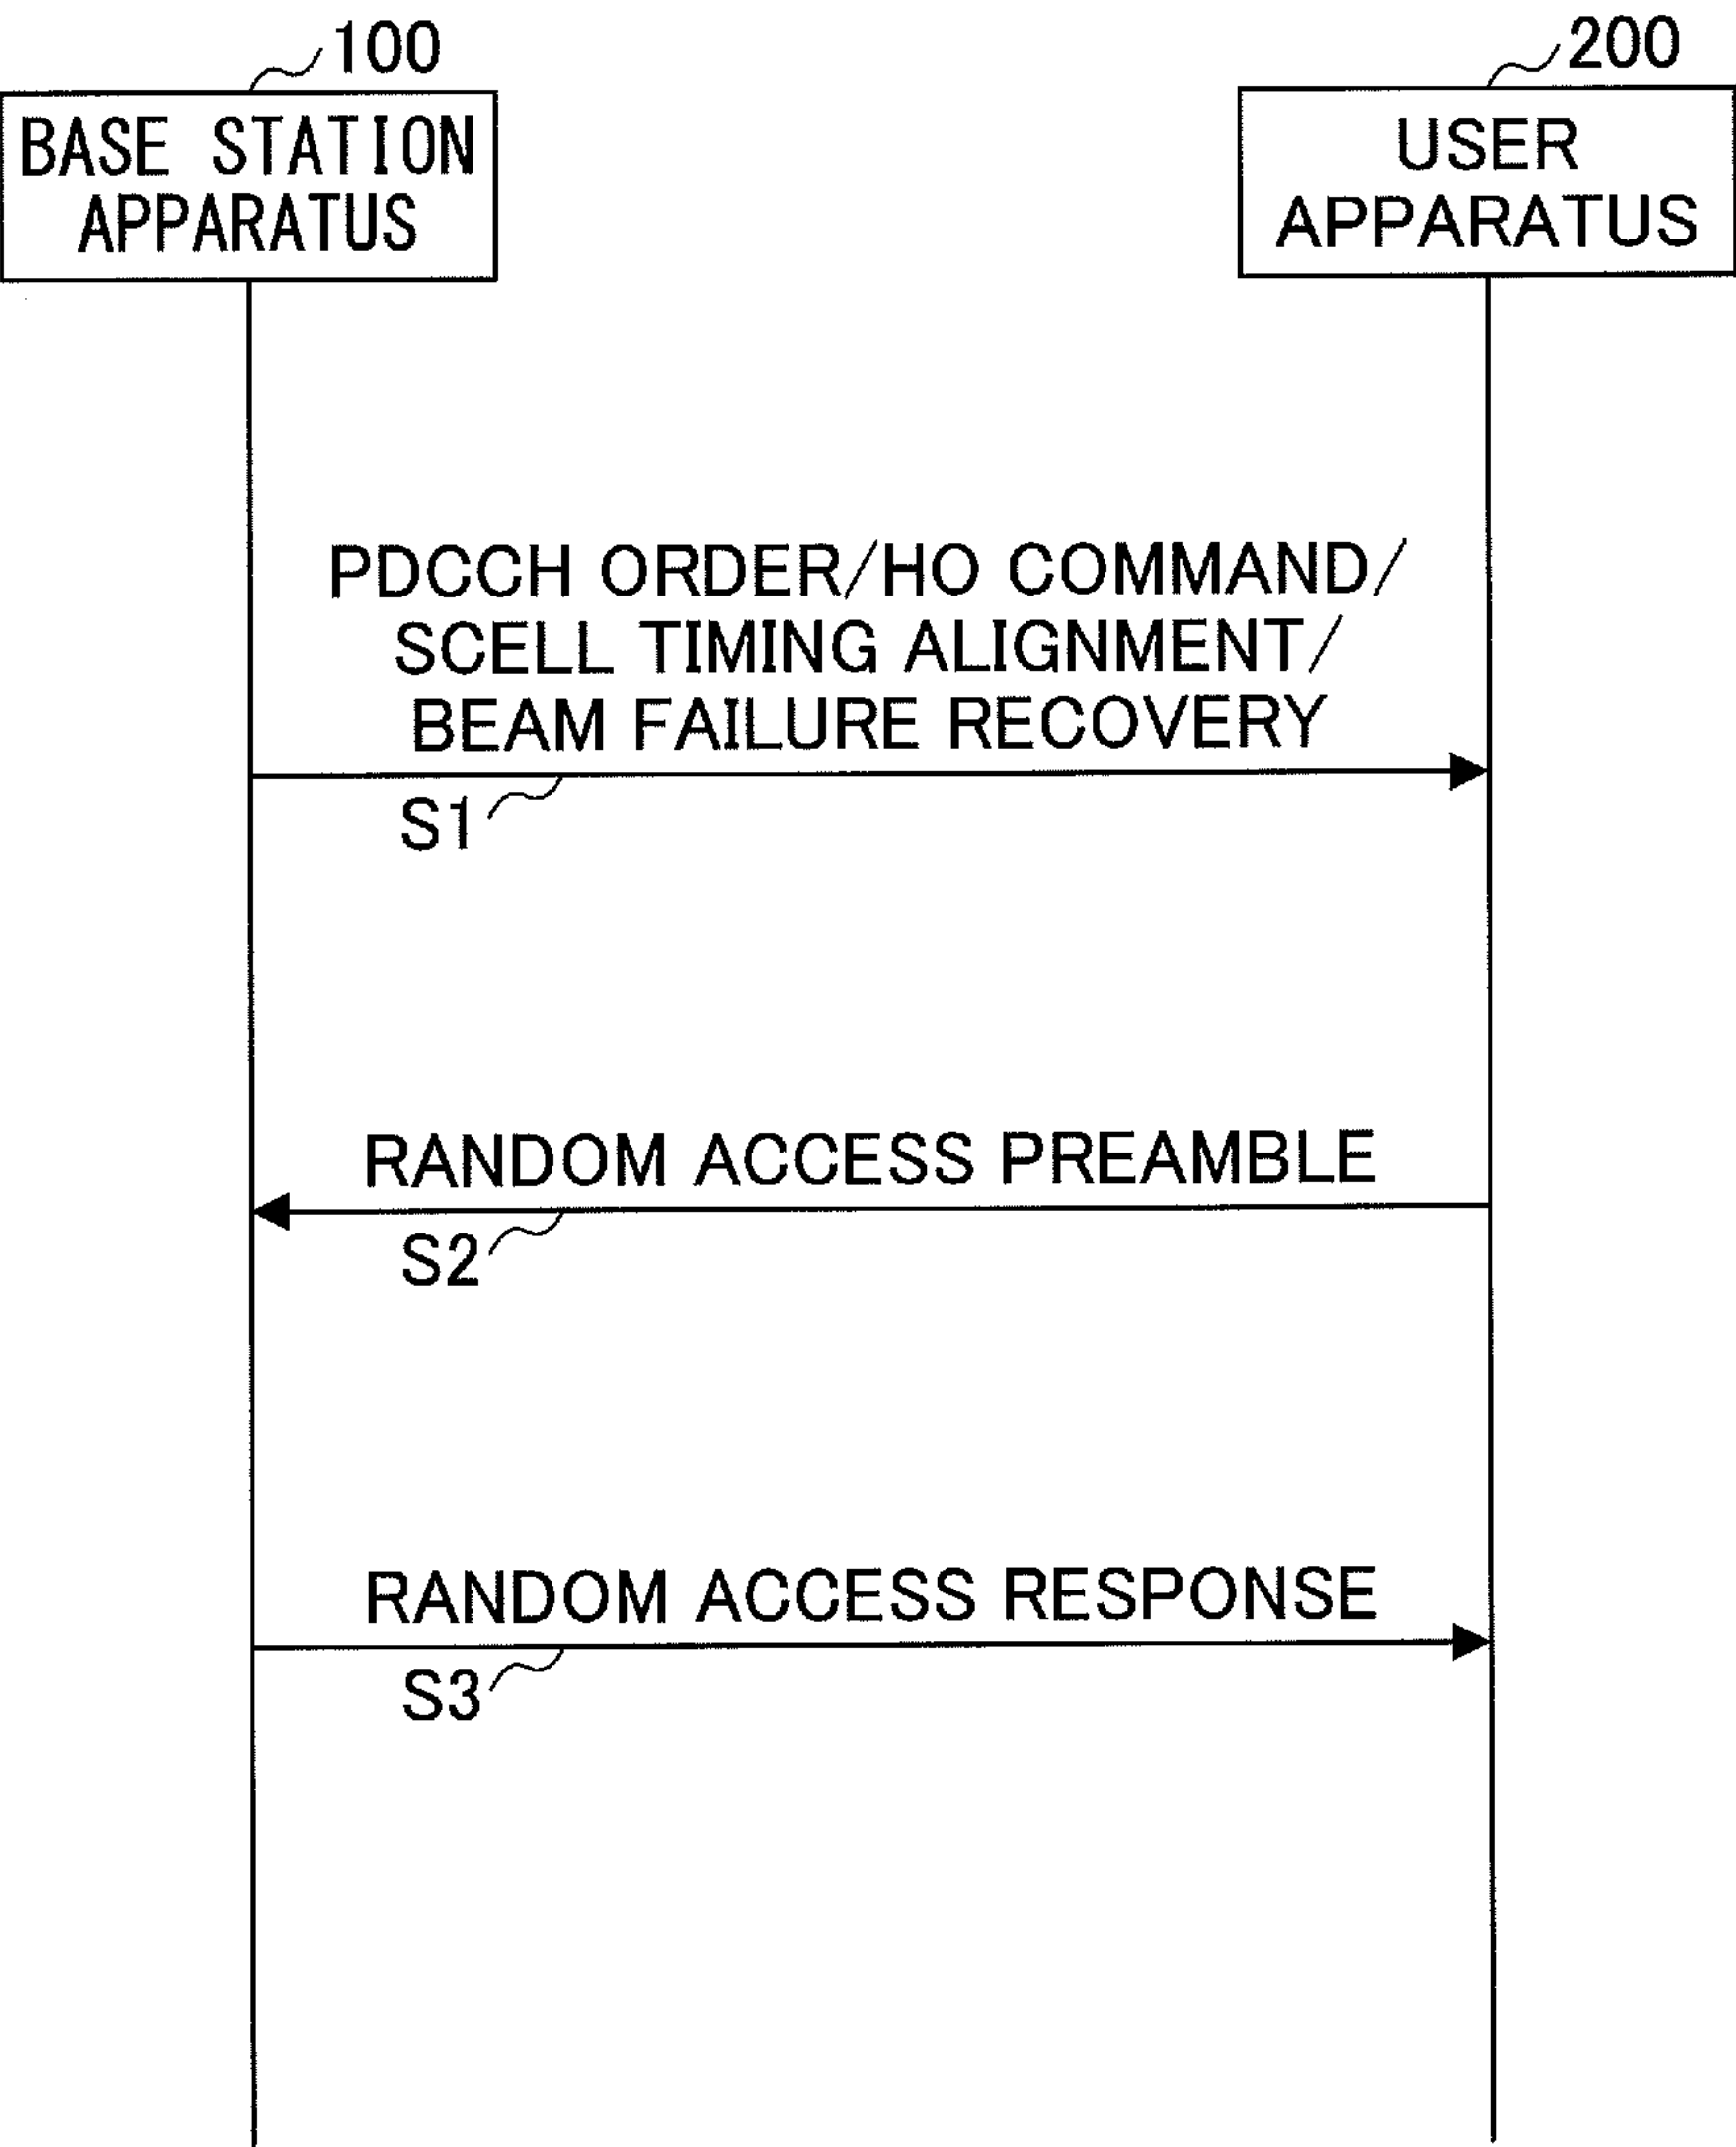 100
BASE STATION
APPARATUS
200
USER
APPARATUS
PDCCH ORDER/HO COMMAND/
SCELL TIMING ALIGNMENT/
BEAM FAILURE RECOVERY
S1
RANDOM ACCESS PREAMBLE
S2
RANDOM ACCESS RESPONSE
S3